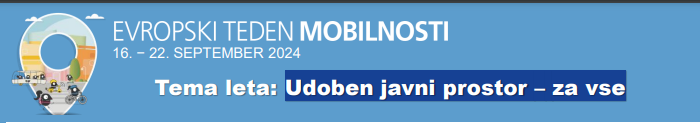 EVROPSKI TEDEN MOBILNOSTI
16. – 22. SEPTEMBER 2024
Tema leta: Udoben javni prostor – za vse